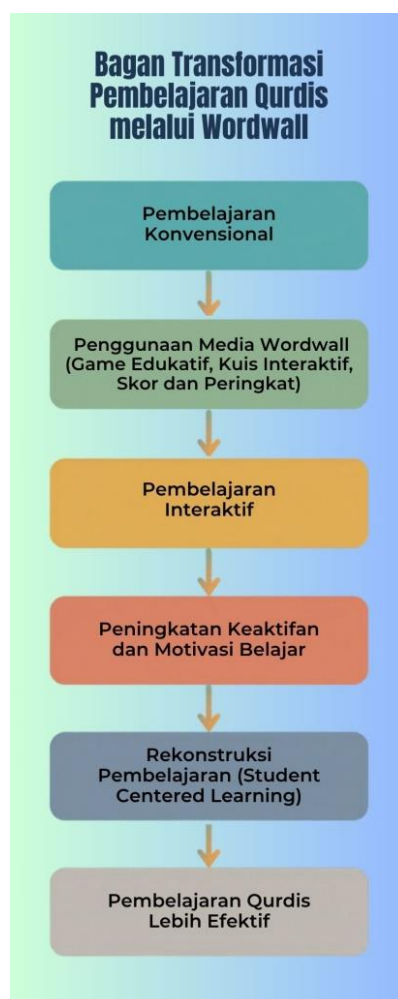 Bagan Transformasi
Pembelajaran Qurdis
melalui Wordwall
Pembelajaran
Konvensional
Penggunaan Media Wordwall
(Game Edukatif, Kuis Interaktif,
Skor dan Peringkat)
Pembelajaran
Interaktif
Peningkatan Keaktifan
dan Motivasi Belajar
Rekonstruksi
Pembelajaran (Student
Centered Learning)
Pembelajaran Qurdis
Lebih Efektif